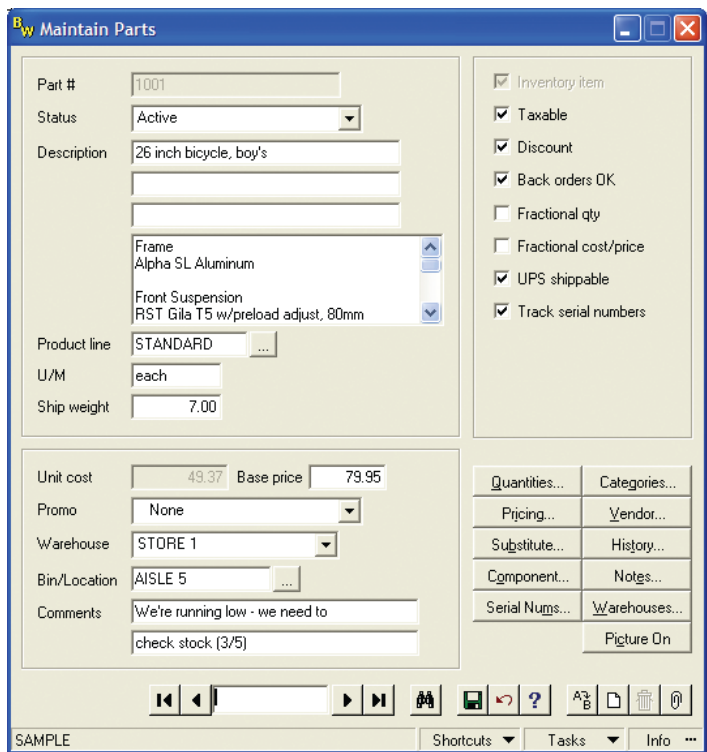 BW Maintain Parts
Part # 1001
Status Active
Description 26 inch bicycle, boy's
Frame
Alpha SL Aluminum
Front Suspension
RST Gila T5 w/preload adjust, 80mm
Product line STANDARD ...
U/M each
Ship weight 7.00
Inventory item
Taxable
Discount
Back orders OK
Fractional qty
Fractional cost/price
UPS shippable
Track serial numbers
Unit cost 49.37 Base price 79.95
Promo None
Warehouse STORE 1
Bin/Location AISLE 5 ...
Comments We're running low - we need to
check stock (3/5)
Quantities... Categories...
Pricing... Vendor...
Substitute... History...
Component... Notes...
Serial Nums... Warehouses...
Picture On
? A B
SAMPLE Shortcuts Tasks Info ...